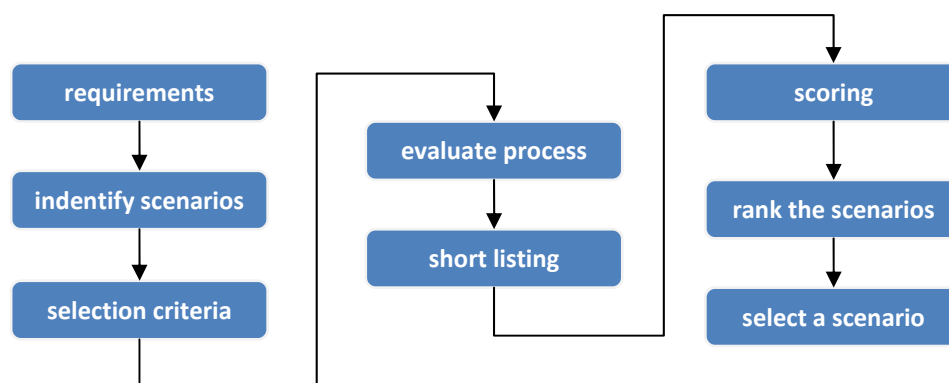 requirements
indentify scenarios
selection criteria
evaluate process
short listing
scoring
rank the scenarios
select a scenario